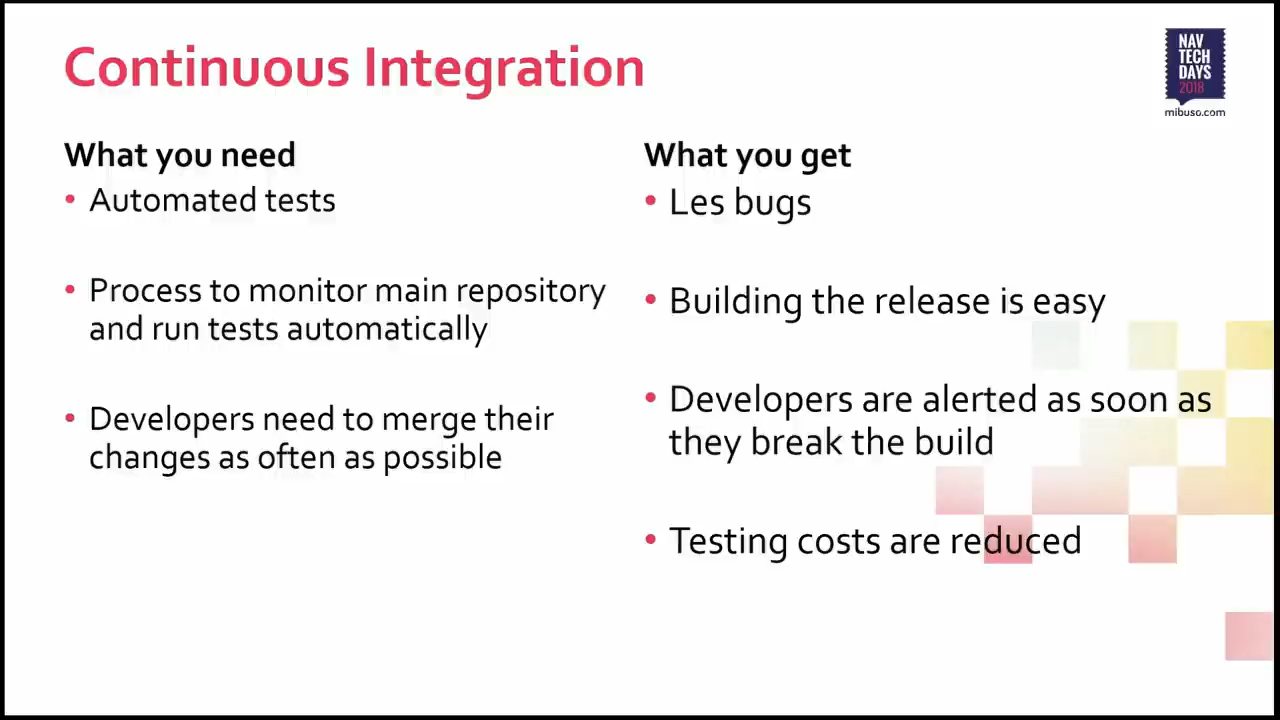 Continuous Integration
NAV
TECH
DAYS
2018
mibuso.com
What you need
• Automated tests
• Process to monitor main repository
and run tests automatically
• Developers need to merge their
changes as often as possible
What you get
• Les bugs
• Building the release is easy
• Developers are alerted as soon as
they break the build
• Testing costs are reduced